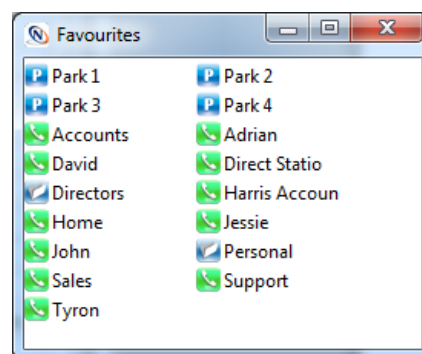 Favourites
Park 1 Park 2
Park 3 Park 4
Accounts Adrian
David Direct Statio
Directors Harris Accoun
Home Jessie
John Personal
Sales Support
Tyron